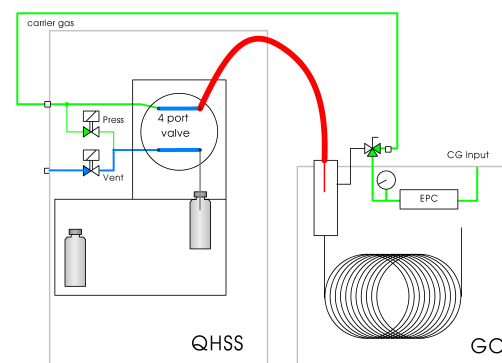 carrier gas
Press
4 port
valve
Vent
CG Input
EPC
QHSS
GC